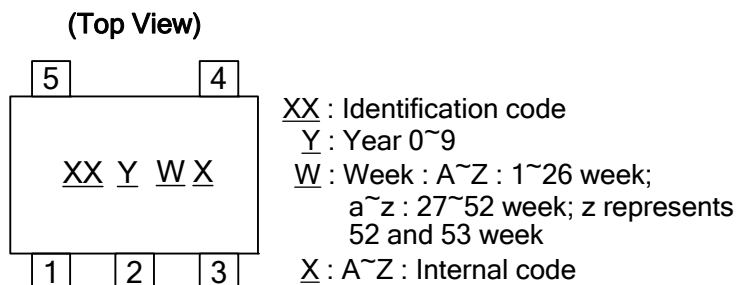 (Top View)
5 4
XX Y W X
1 2 3
XX : Identification code
Y : Year 0~9
W : Week : A~Z : 1~26 week;
a~z : 27~52 week; z represents
52 and 53 week
X : A~Z : Internal code